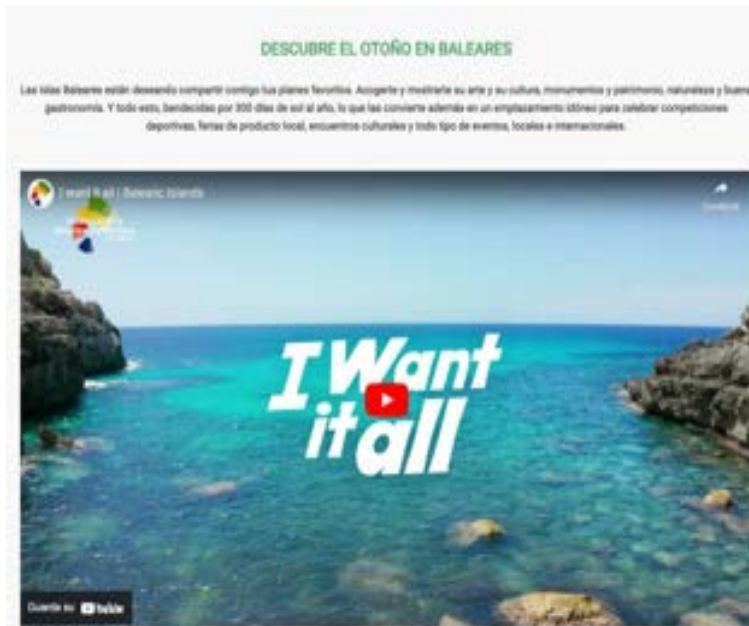 DESCUBRE EL OTOÑO EN BALEARES
Las Islas Baleares están deseando compartir contigo tus planes favoritos. Acogerte y mostrarte su arte y su cultura, monumentos y patrimonio, naturaleza y buena
gastronomía. Y todo esto, bendecidas por 300 días de sol al año, lo que las convierte además en un emplazamiento idóneo para celebrar competiciones
deportivas, ferias de producto local, encuentros culturales y todo tipo de eventos, locales e internacionales.
I want it all | Balearic Islands
I Want
it all
Guarda su YouTube